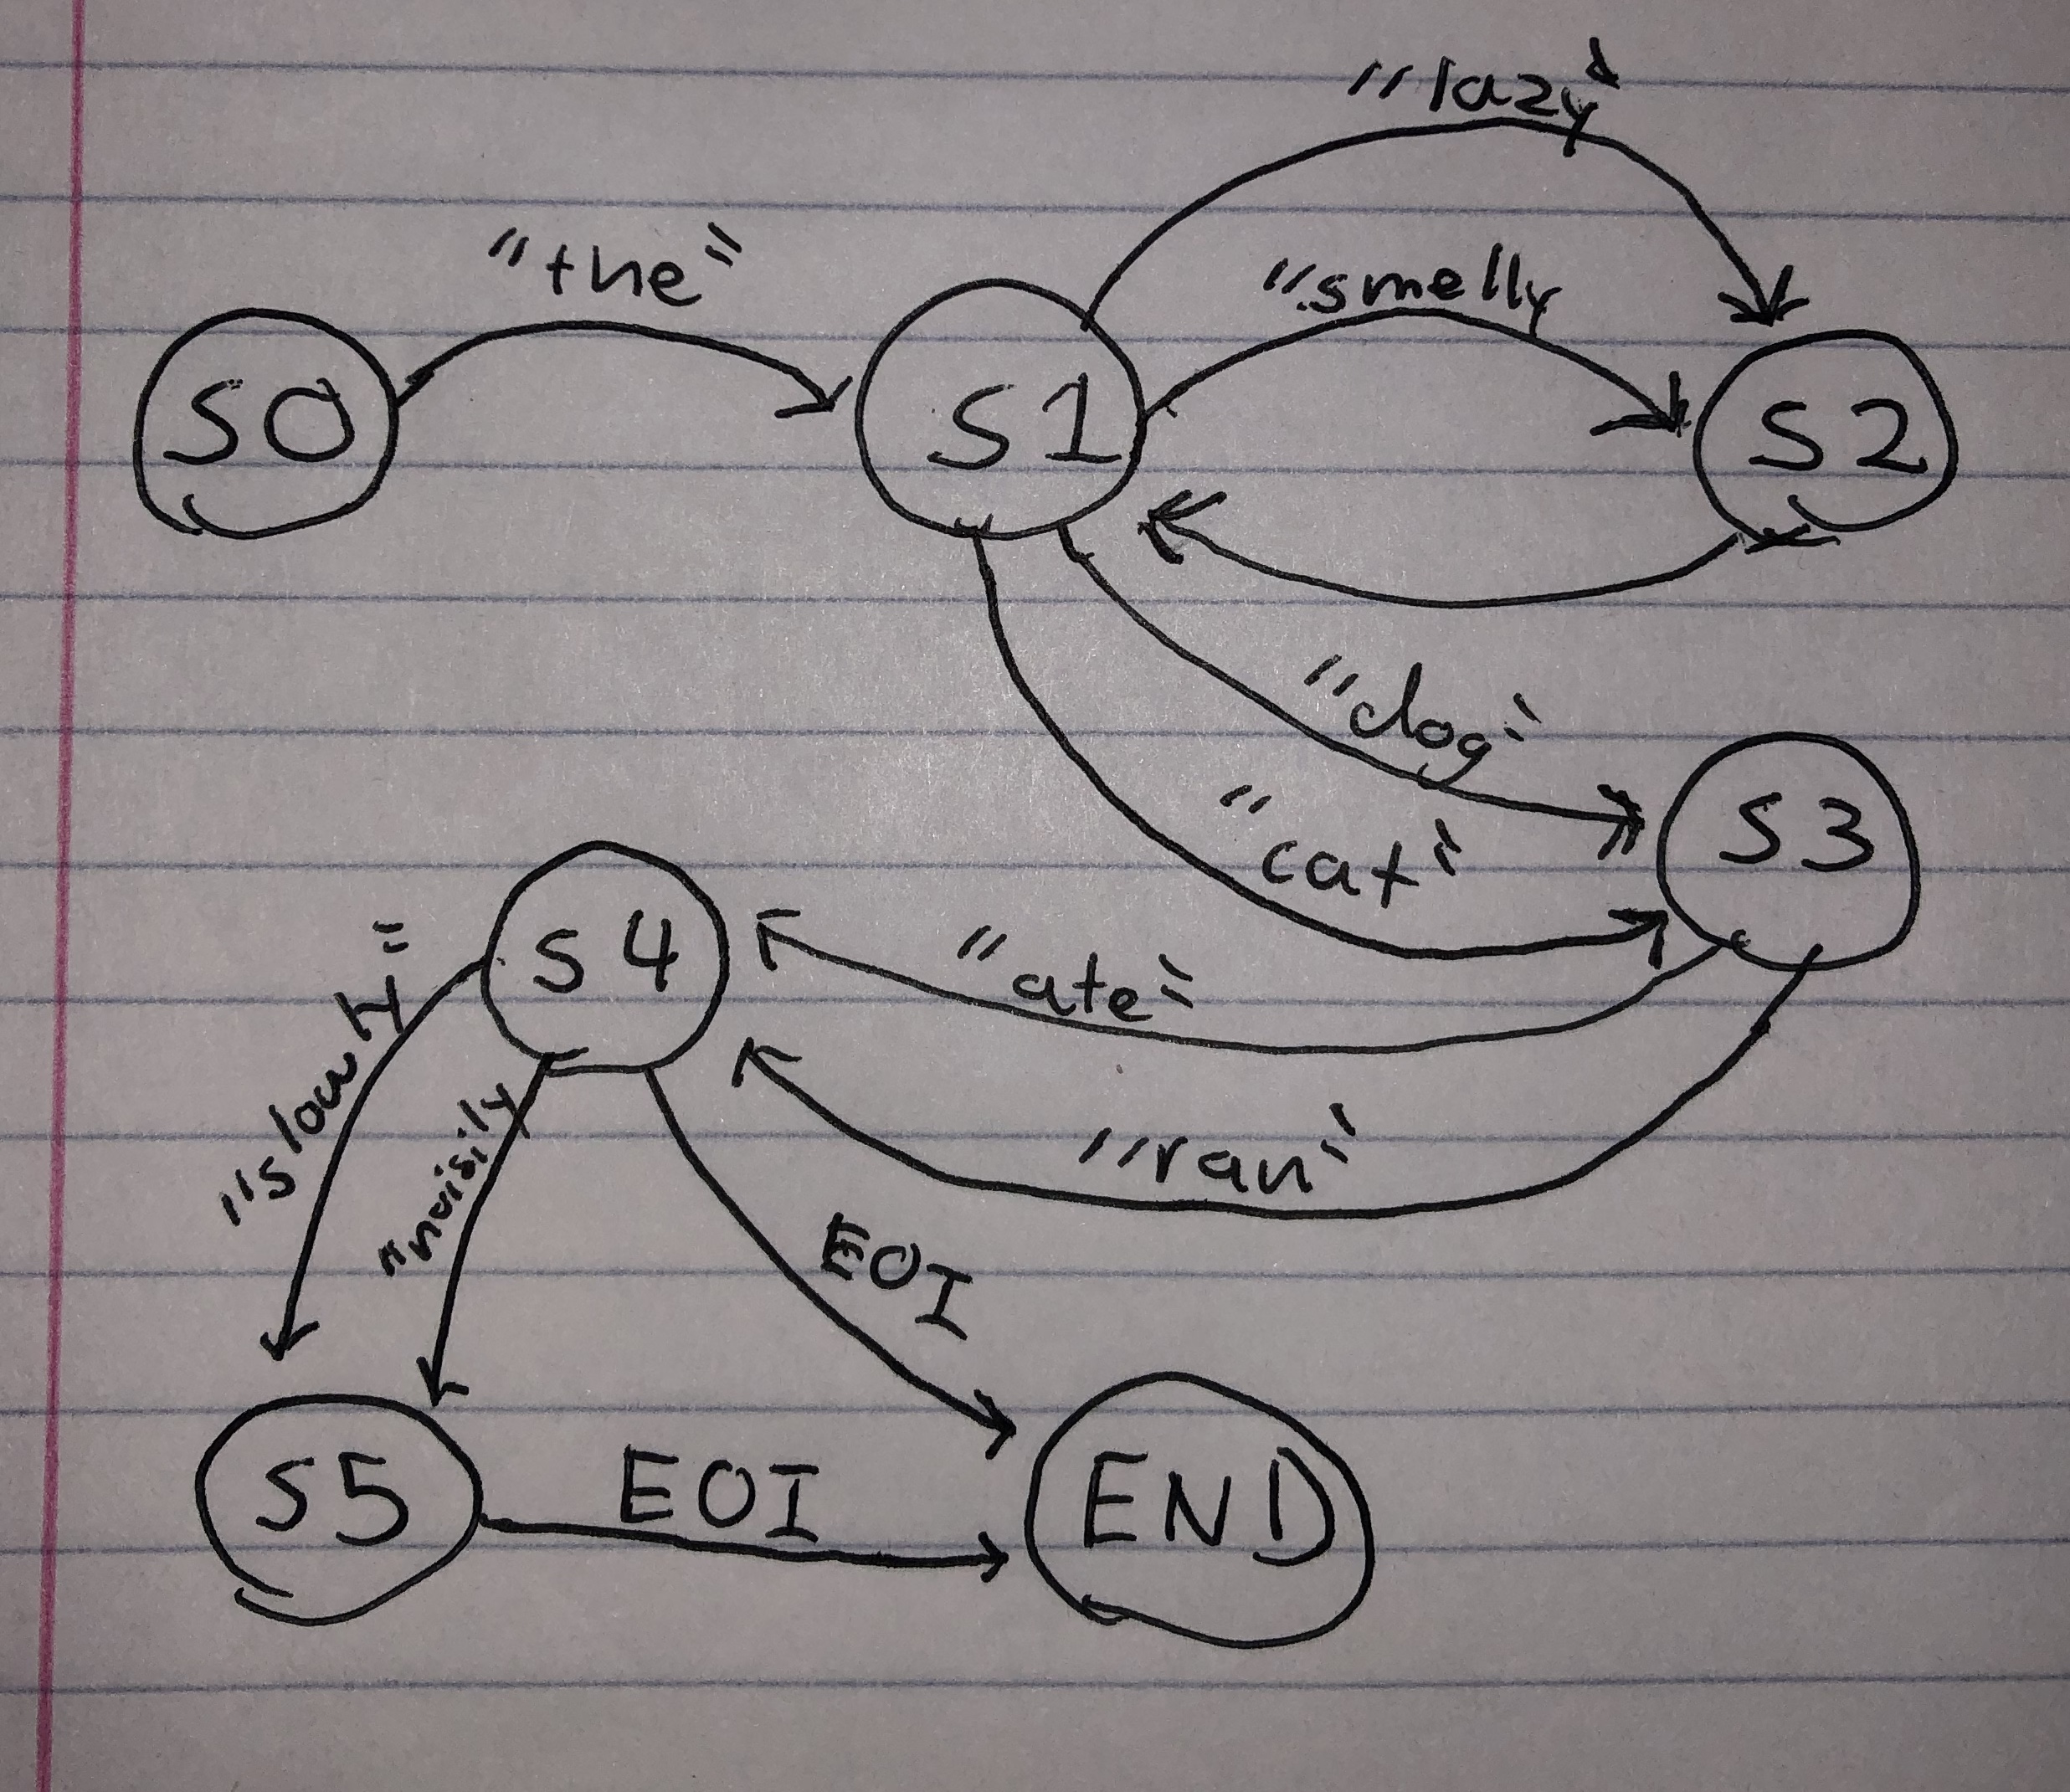 "lazy"
"the"
"smelly
S0
S1
S2
"dog"
"cat"
S3
S4
"ate"
"slowly"
"noisily
"ran"
EOI
S5
EOI
END